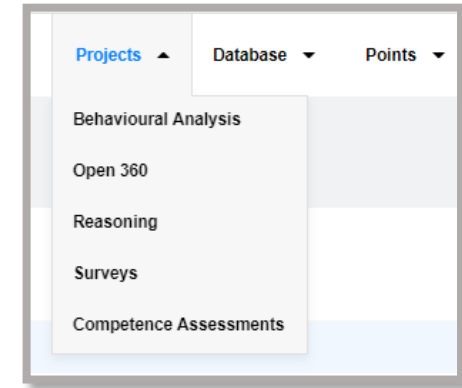 Projects Database Points
Behavioural Analysis
Open 360
Reasoning
Surveys
Competence Assessments